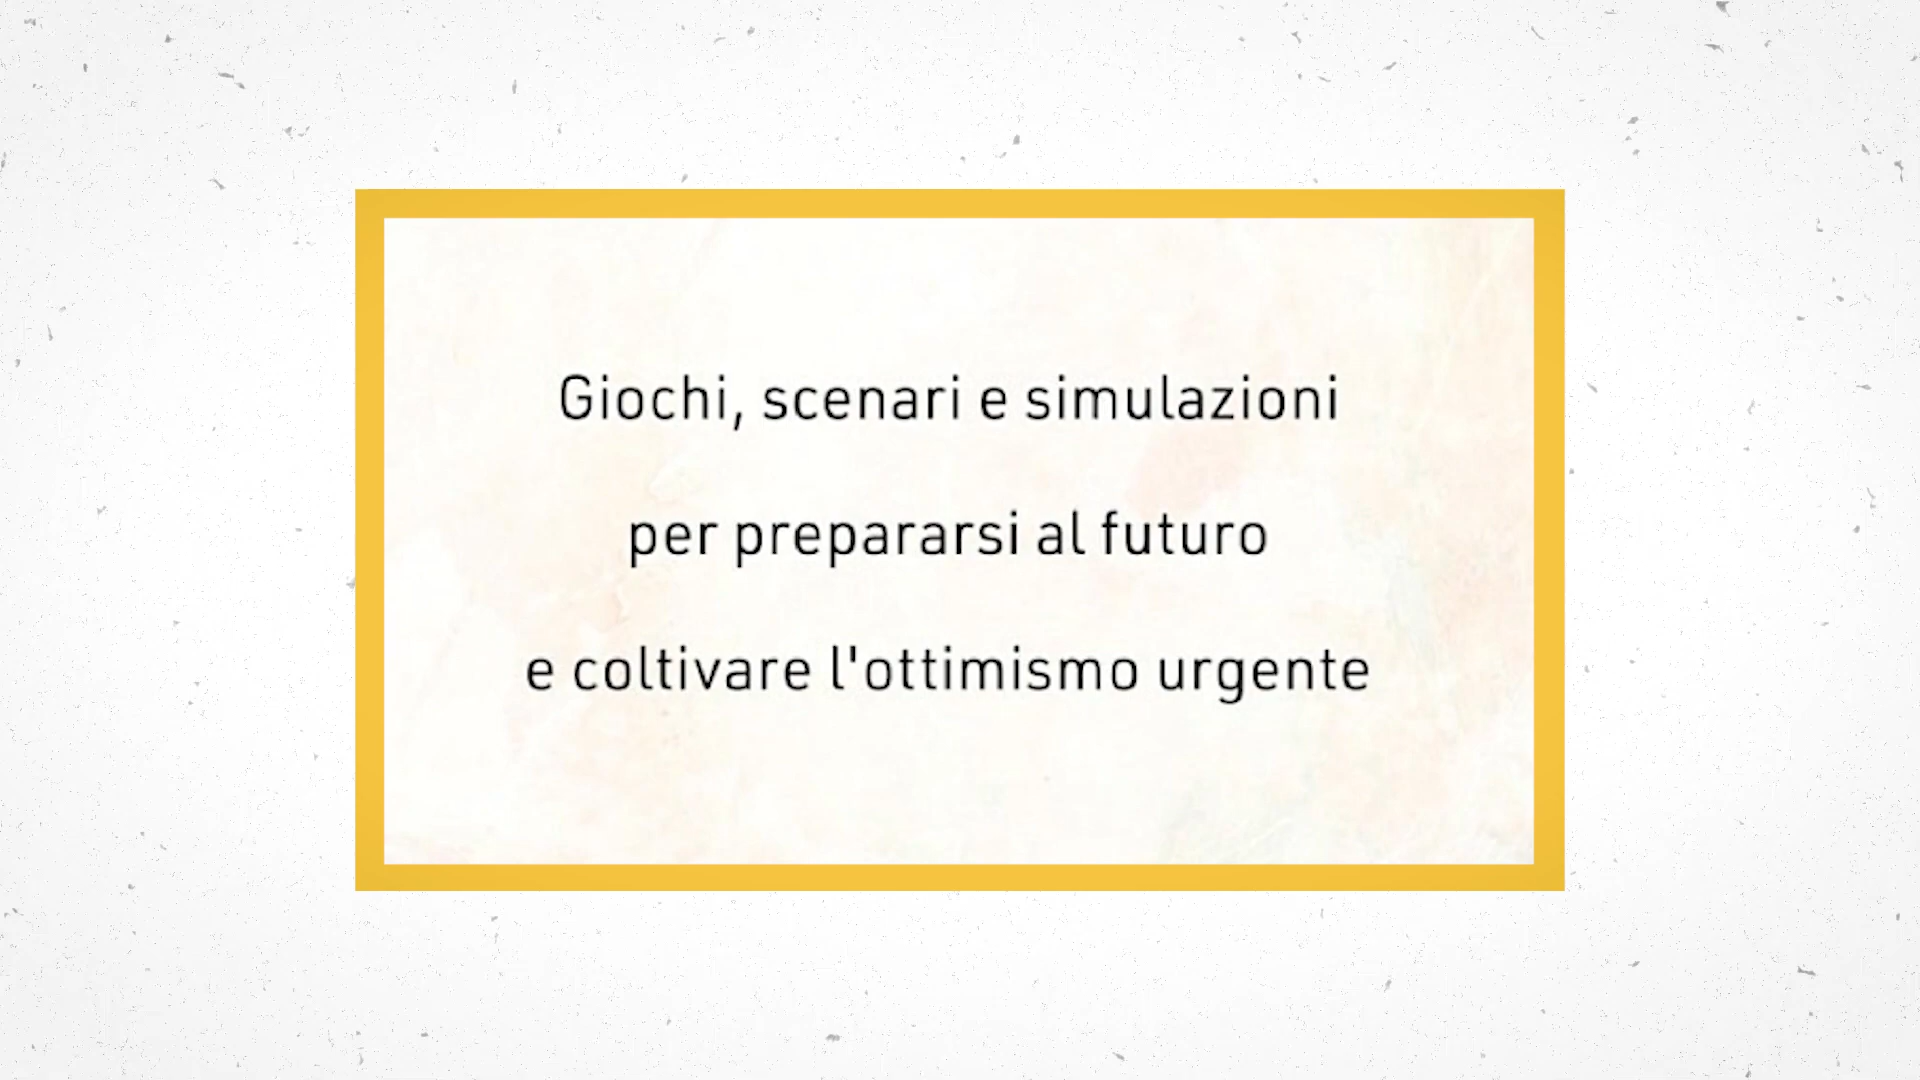 Giochi, scenari e simulazioni
per prepararsi al futuro
e coltivare l'ottimismo urgente